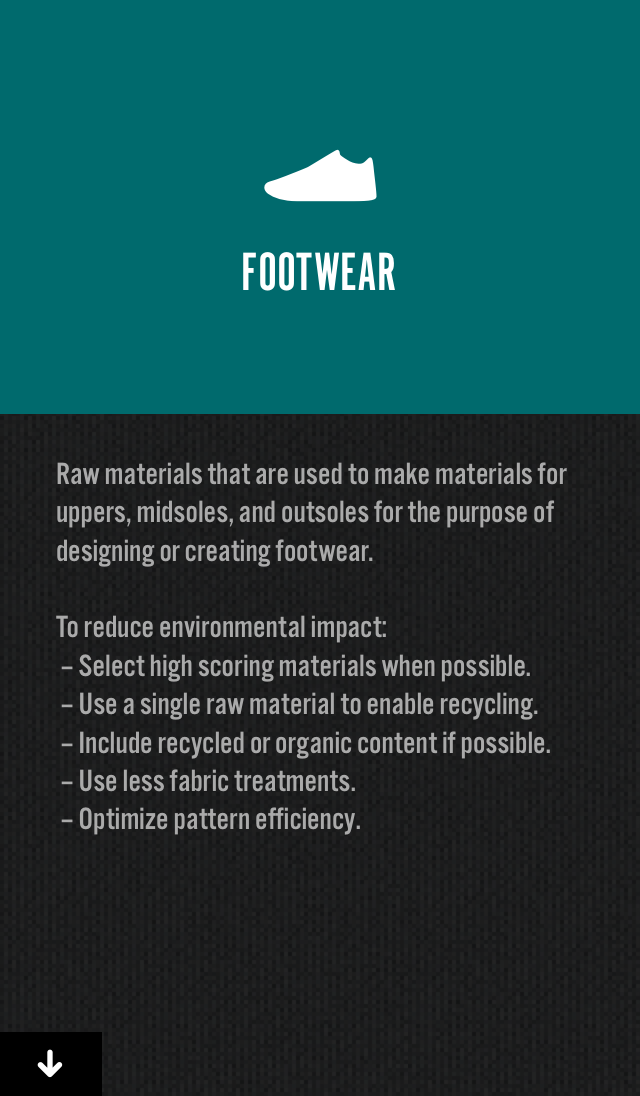 FOOTWEAR
Raw materials that are used to make materials for
uppers, midsoles, and outsoles for the purpose of
designing or creating footwear.
To reduce environmental impact:
– Select high scoring materials when possible.
– Use a single raw material to enable recycling.
– Include recycled or organic content if possible.
– Use less fabric treatments.
– Optimize pattern efficiency.